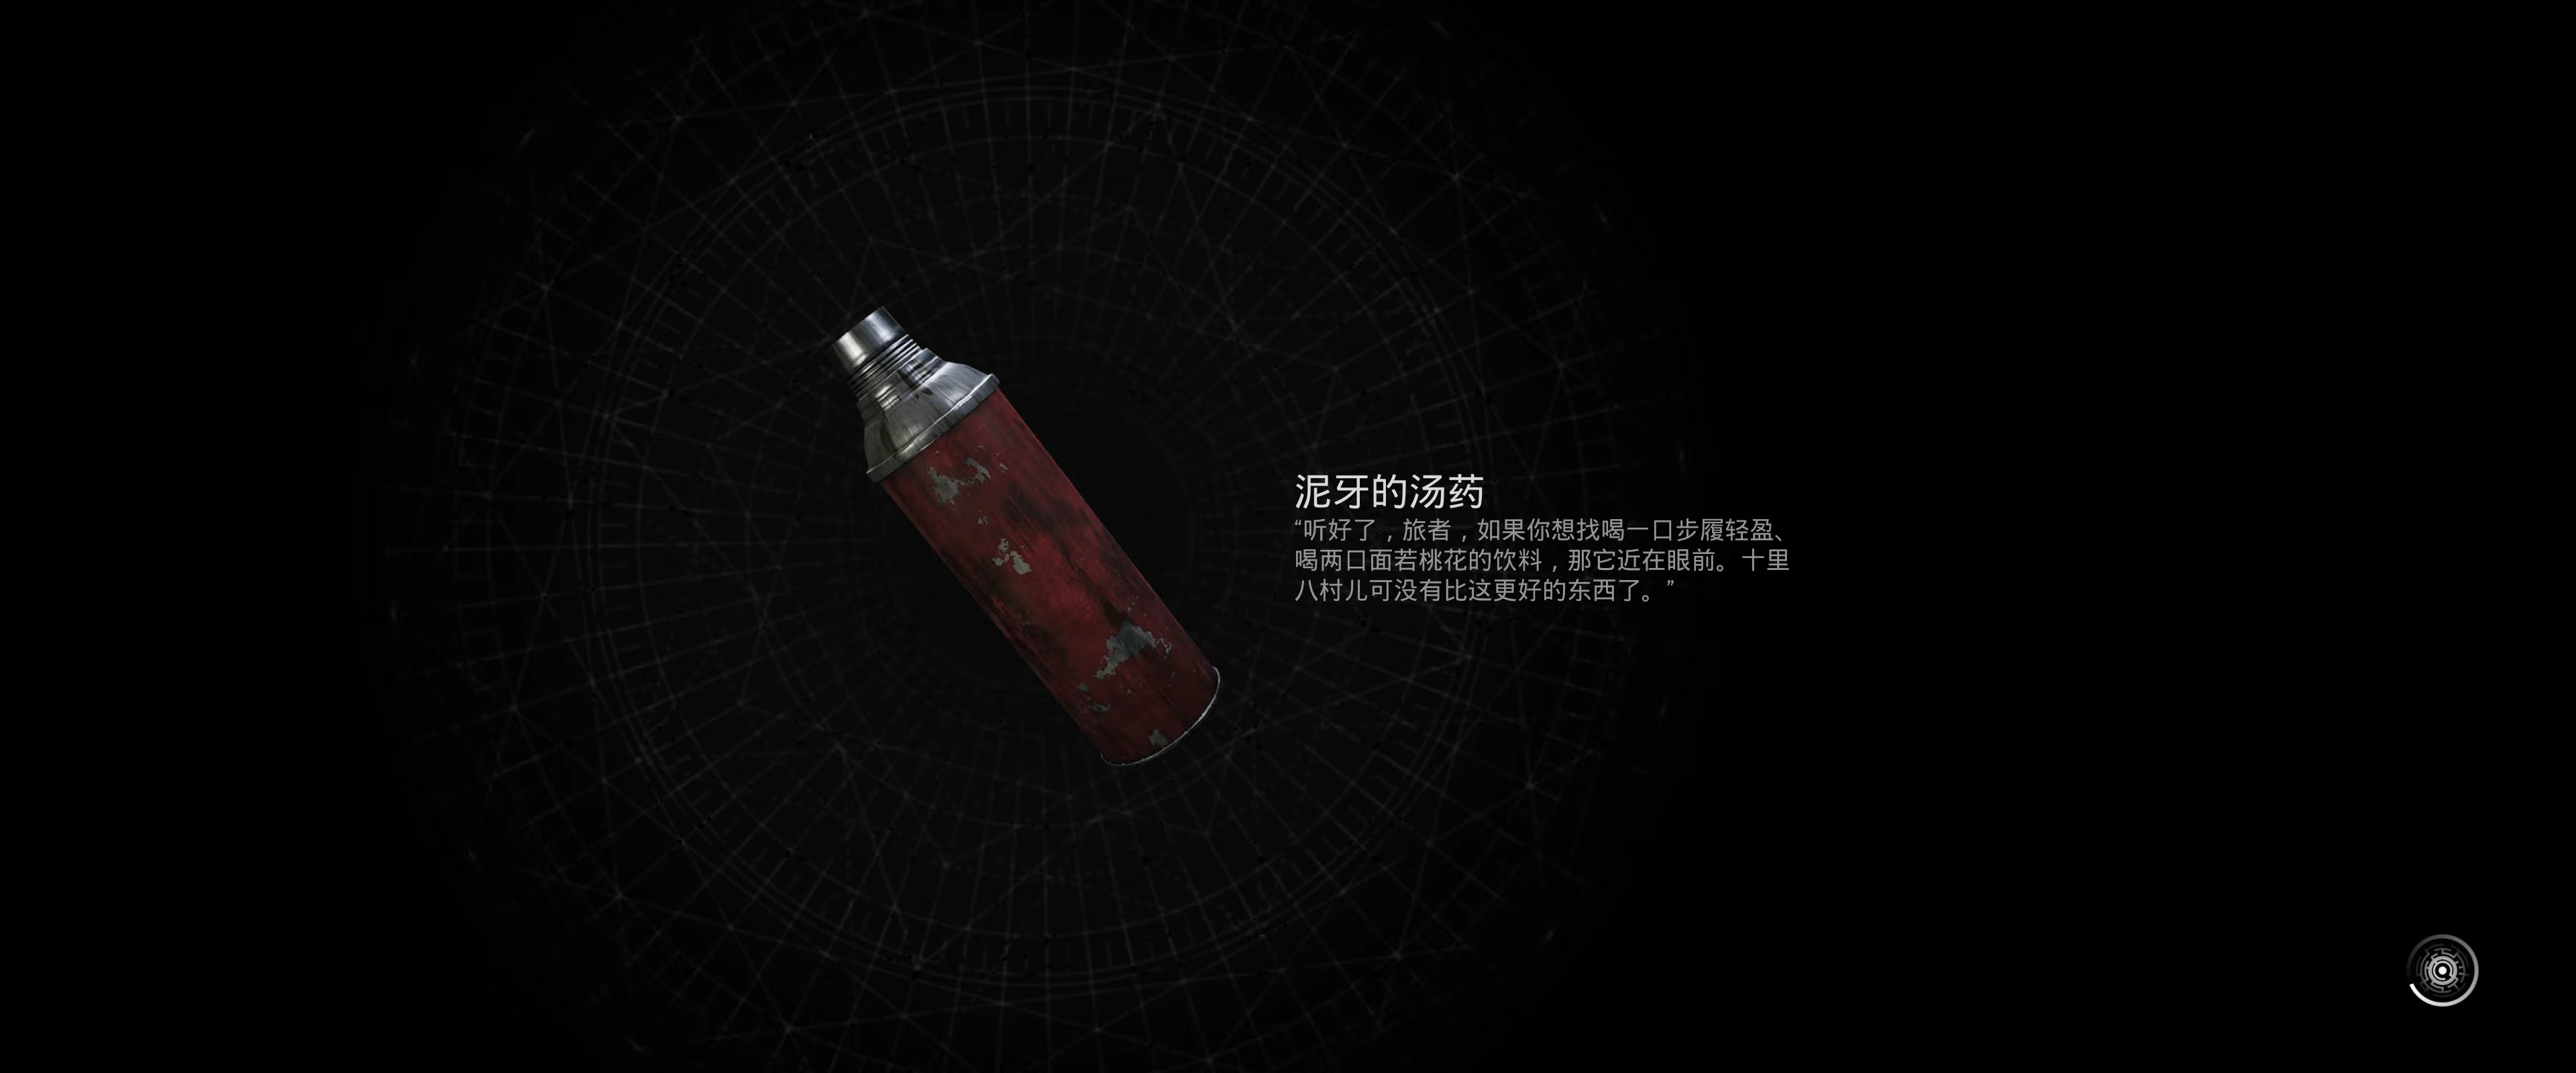 泥牙的汤药
“听好了，旅者，如果你想找喝一口步履轻盈、
喝两口面若桃花的饮料，那它近在眼前。十里
八村儿可没有比这更好的东西了。”